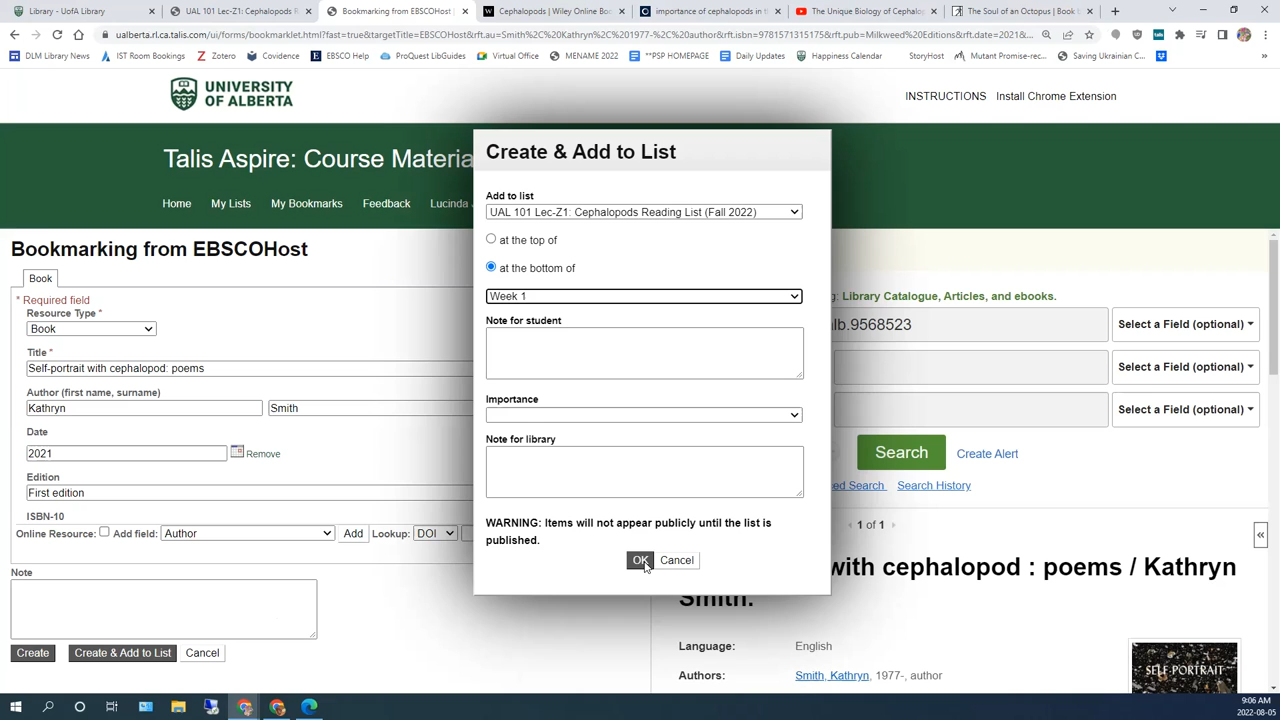 Library - UofA Library
UAL 101 Lec-Z1: Cephalopods R
Bookmarking from EBSCOHost
Cephalopods | Wiley Online Boo
importance of cephalopods in th
The Unique Biology of Cephalop
The Soul of an Octopus | Book b
ualberta.rl.ca.talis.com/ui/forms/bookmarklet.html?fast=true&targetTitle=EBSCOHost&rft.au=Smith%2C%20Kathryn%2C%201977-%2C%20author&rft.isbn=9781571315175&rft.pub=Milkweed%20Editions&rft.date=2021&...
DLM Library News
IST Room Bookings
Zotero
Covidence
EBSCO Help
ProQuest LibGuides
Virtual Office
MENAME 2022
**PSP HOMEPAGE
Daily Updates
Happiness Calendar
StoryHost
Mutant Promise-rec...
Saving Ukrainian C...
UNIVERSITY
OF ALBERTA
INSTRUCTIONS Install Chrome Extension
Talis Aspire: Course Materia
Home My Lists My Bookmarks Feedback Lucinda
Bookmarking from EBSCOHost
Book
* Required field
Resource Type *
Book
Title *
Self-portrait with cephalopod: poems
Author (first name, surname)
Kathryn Smith
Date
2021 Remove
Edition
First edition
ISBN-10
Online Resource: Add field: Author Add Lookup: DOI
Note
Create Create & Add to List Cancel
Create & Add to List
Add to list
UAL 101 Lec-Z1: Cephalopods Reading List (Fall 2022)
at the top of
at the bottom of
Week 1
Note for student
Importance
Note for library
WARNING: Items will not appear publicly until the list is
published.
OK Cancel
Library Catalogue, Articles, and ebooks.
lb.9568523 Select a Field (optional)
Select a Field (optional)
Select a Field (optional)
Search Create Alert
ed Search Search History
1 of 1
«
with cephalopod : poems / Kathryn
Smith.
Language: English
Authors: Smith, Kathryn, 1977-, author
SELF-PORTRAIT
9:06 AM
2022-08-05